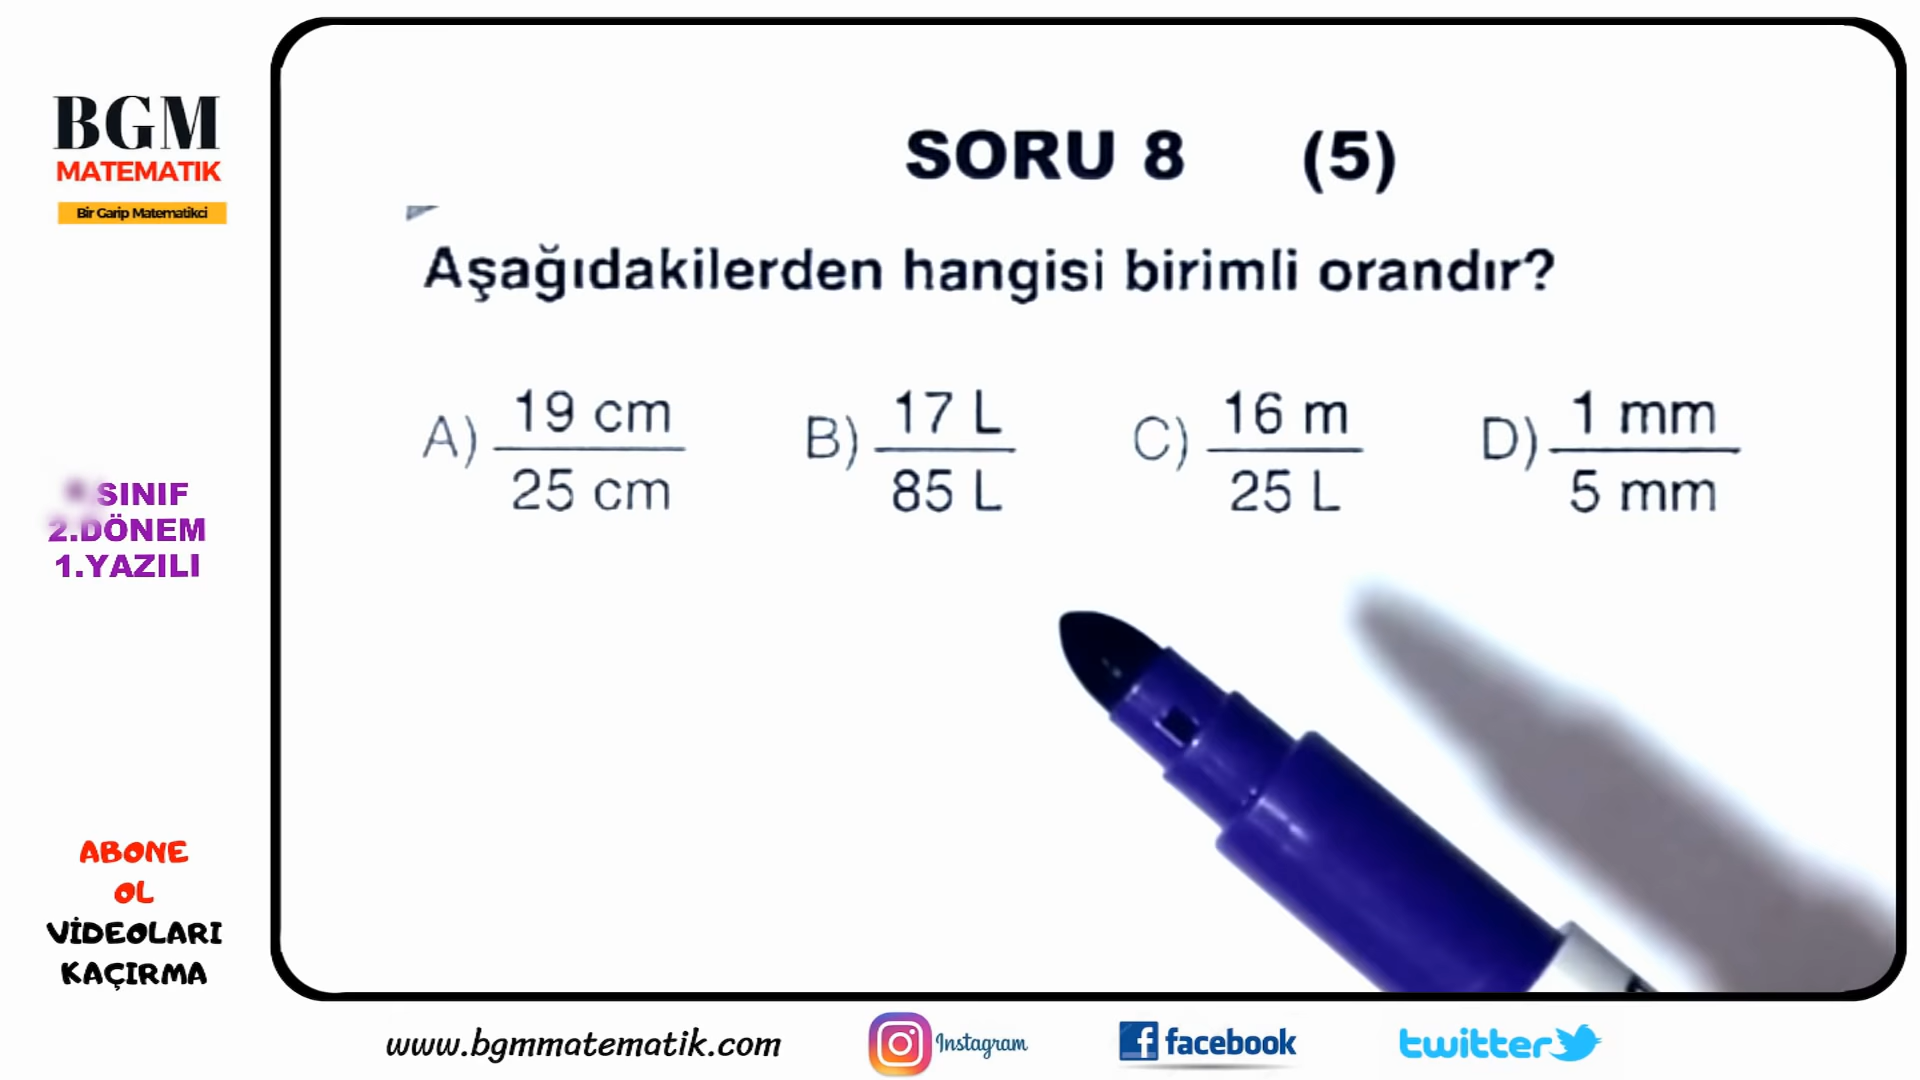 BGM
MATEMATIK
Bir Garip Matematikci
SORU 8 (5)
Aşağıdakilerden hangisi birimli orandır?
A) 19 cm / 25 cm
B) 17 L / 85 L
C) 16 m / 25 L
D) 1 mm / 5 mm
SINIF
2.DÖNEM
1.YAZILI
ABONE
OL
VİDEOLARI
KAÇIRMA
www.bgmmatematik.com
Instagram
facebook
twitter